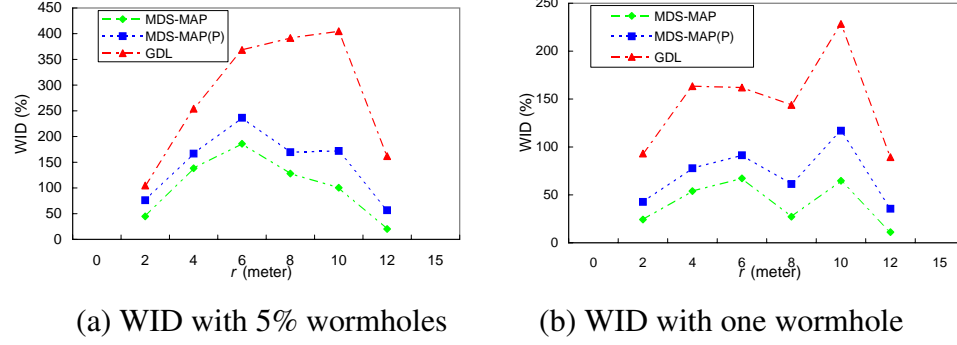 450
400
350
300
250
200
150
100
50
0
WID (%)
MDS-MAP
MDS-MAP(P)
GDL
0 2 4 6 8 10 12 15
r (meter)
(a) WID with 5% wormholes
250
200
150
100
50
0
WID (%)
MDS-MAP
MDS-MAP(P)
GDL
0 2 4 6 8 10 12 15
r (meter)
(b) WID with one wormhole